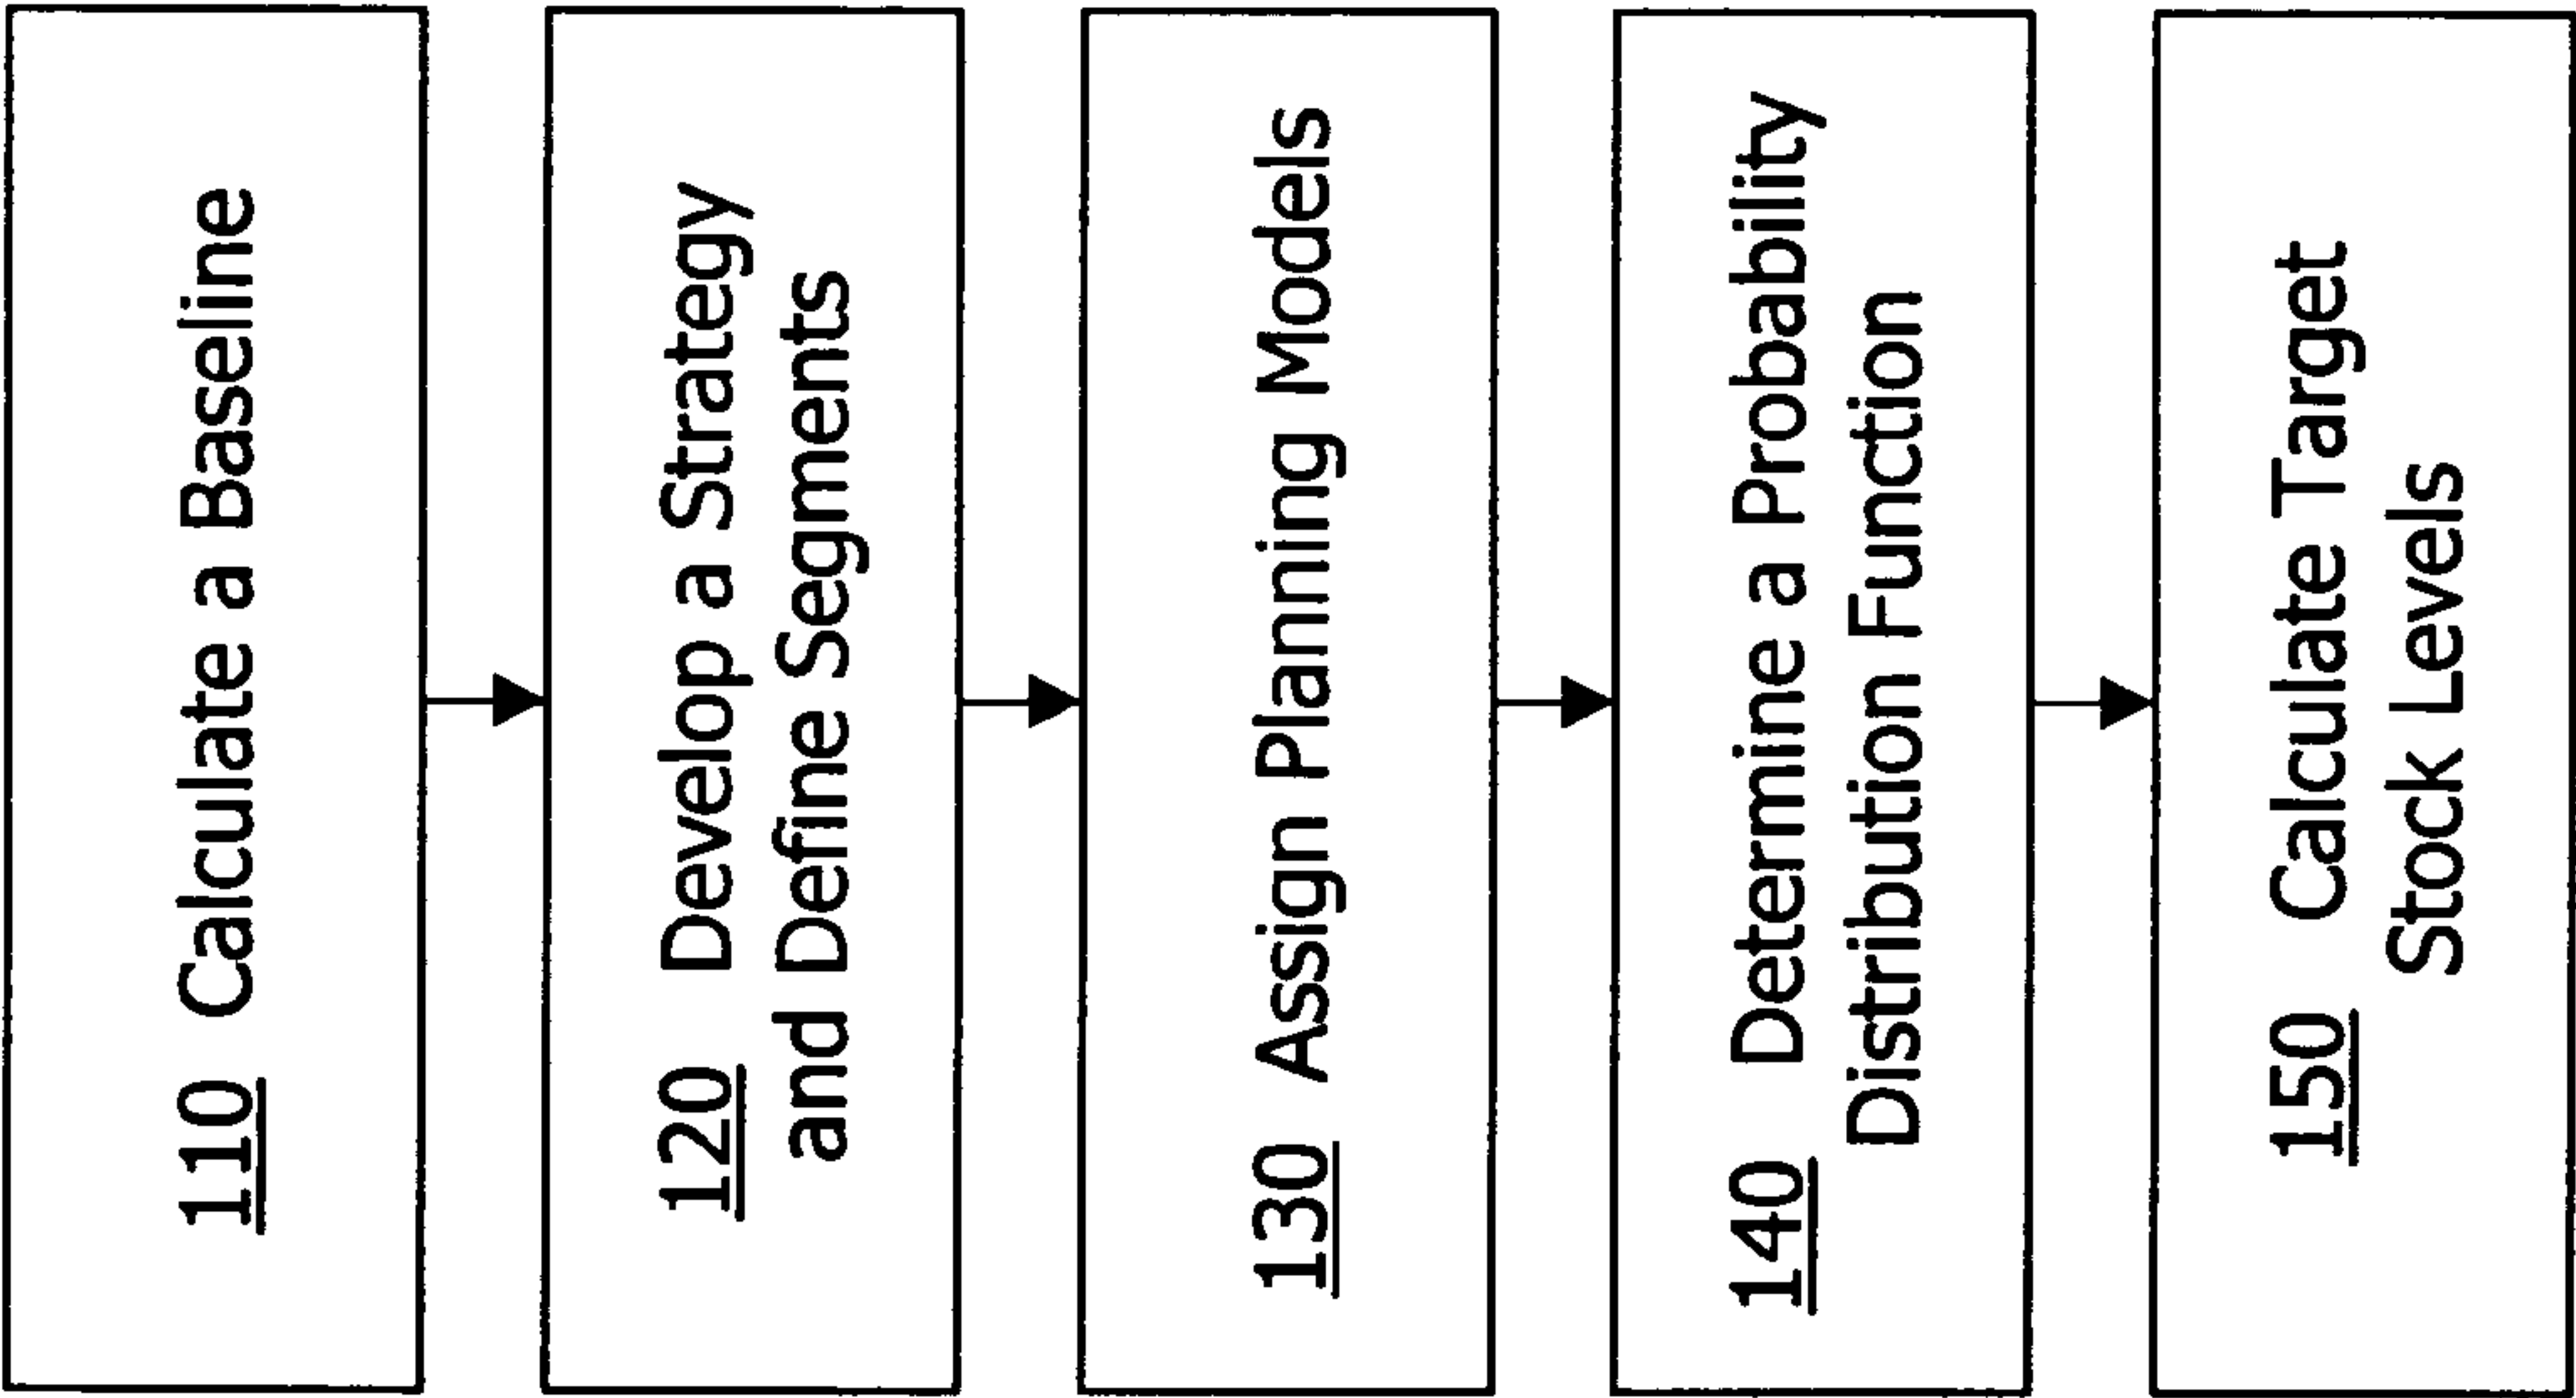 110 Calculate a Baseline
120 Develop a Strategy
and Define Segments
130 Assign Planning Models
140 Determine a Probability
Distribution Function
150 Calculate Target
Stock Levels